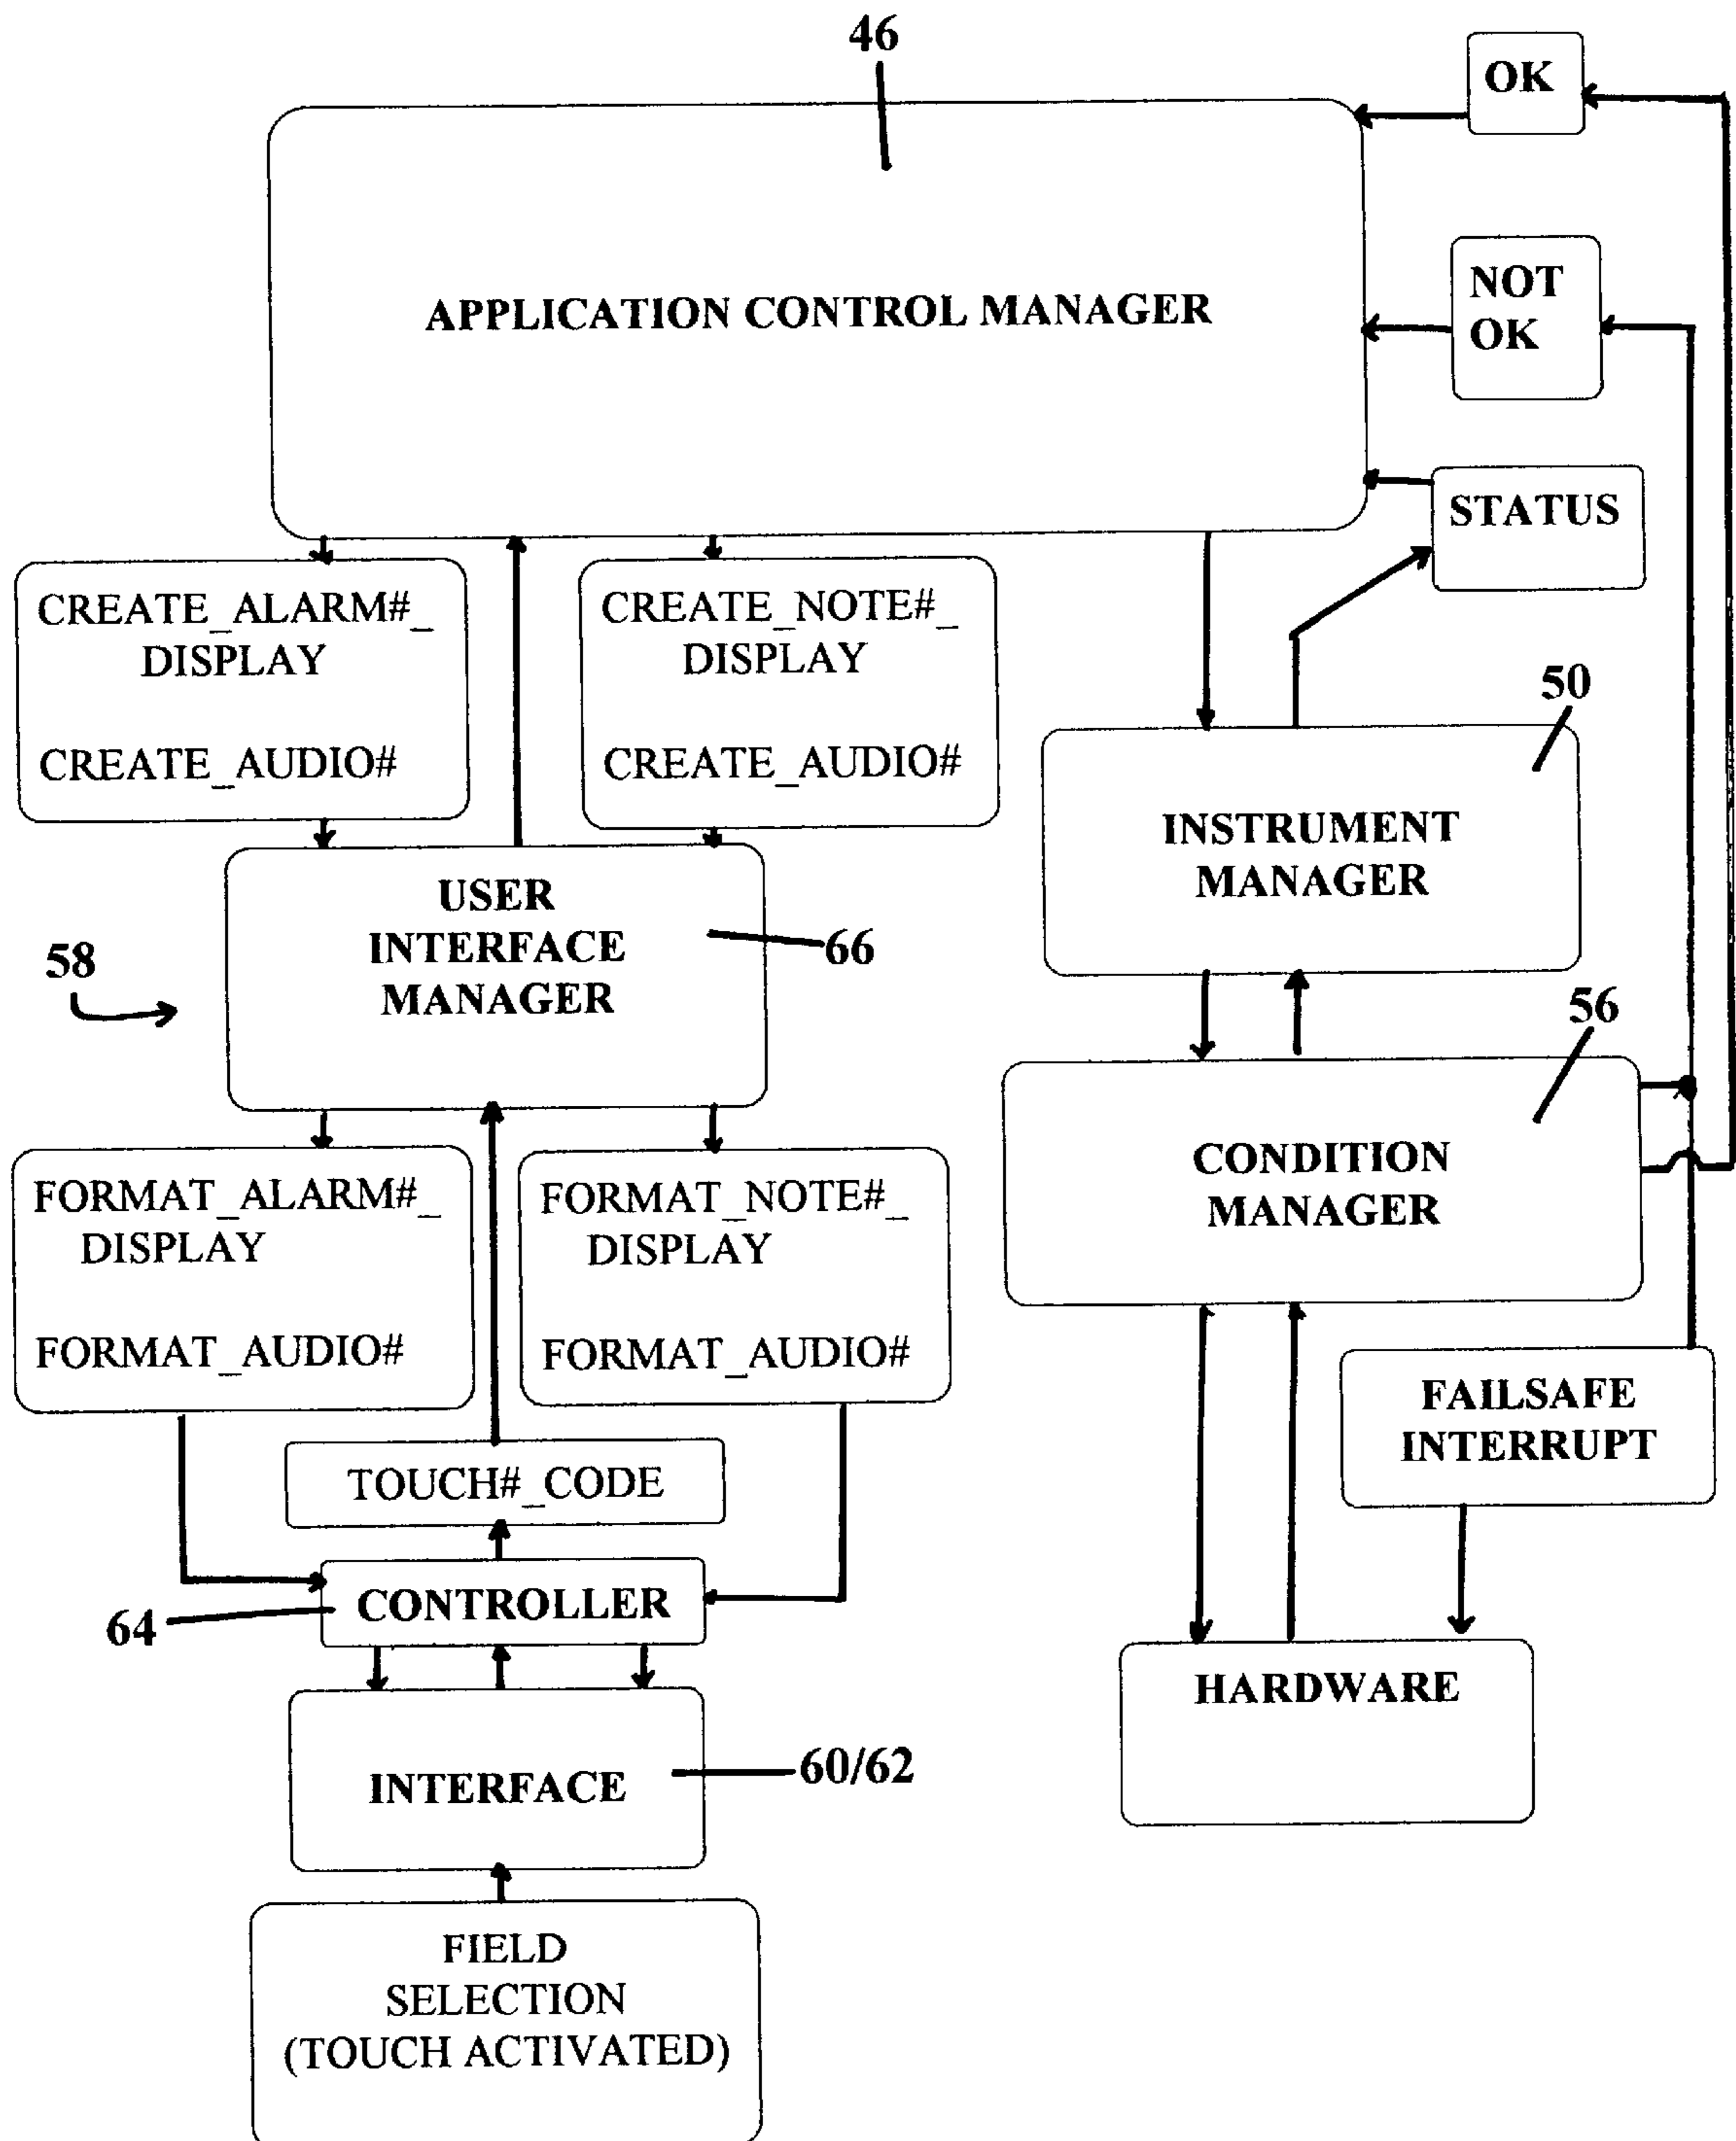 46
OK
NOT
OK
APPLICATION CONTROL MANAGER
STATUS
CREATE_ALARM#_
DISPLAY
CREATE_AUDIO#
CREATE_NOTE#_
DISPLAY
CREATE_AUDIO#
50
INSTRUMENT
MANAGER
USER
INTERFACE
MANAGER
66
58
56
CONDITION
MANAGER
FORMAT_ALARM#_
DISPLAY
FORMAT_AUDIO#
FORMAT_NOTE#_
DISPLAY
FORMAT_AUDIO#
FAILSAFE
INTERRUPT
TOUCH#_CODE
CONTROLLER
64
HARDWARE
INTERFACE
60/62
FIELD
SELECTION
(TOUCH ACTIVATED)